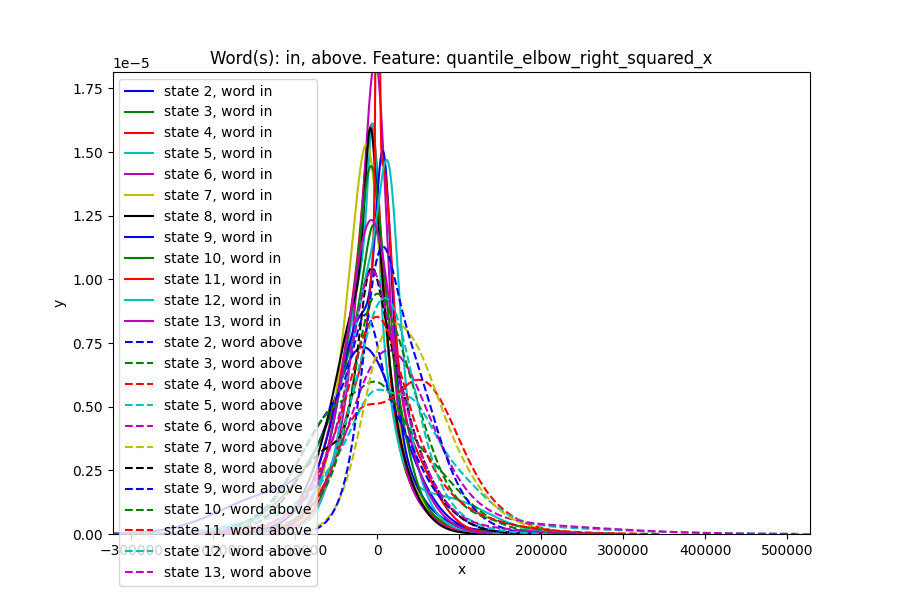 Word(s): in, above. Feature: quantile_elbow_right_squared_x
1e−5
1.75
1.50
1.25
1.00
0.75
0.50
0.25
0.00
y
state 2, word in
state 3, word in
state 4, word in
state 5, word in
state 6, word in
state 7, word in
state 8, word in
state 9, word in
state 10, word in
state 11, word in
state 12, word in
state 13, word in
state 2, word above
state 3, word above
state 4, word above
state 5, word above
state 6, word above
state 7, word above
state 8, word above
state 9, word above
state 10, word above
state 11, word above
state 12, word above
state 13, word above
−300000 −200000 −100000 0 100000 200000 300000 400000 500000
x